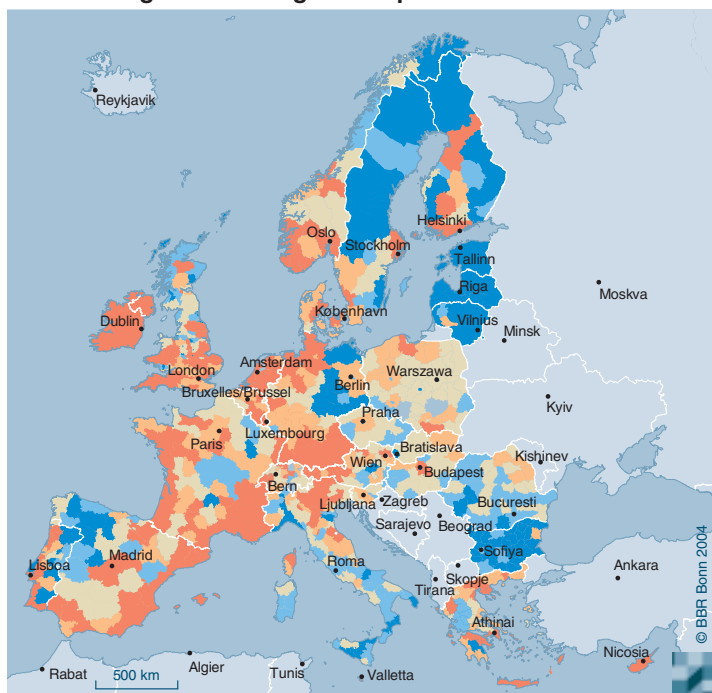 Reykjavik
Oslo
Helsinki
Stockholm
Tallinn
Riga
Moskva
Dublin
København
Vilnius
Minsk
London
Amsterdam
Berlin
Warszawa
Bruxelles/Brussel
Kyiv
Praha
Paris
Luxembourg
Bratislava
Wien
Kishinev
Bern
Budapest
Ljubljana
Zagreb
Bucuresti
Sarajevo
Beograd
Madrid
Lisboa
Roma
Sofiya
Skopje
Tirana
Ankara
Athinai
Nicosia
Rabat
500 km
Algier
Tunis
Valletta
© BBR Bonn 2004